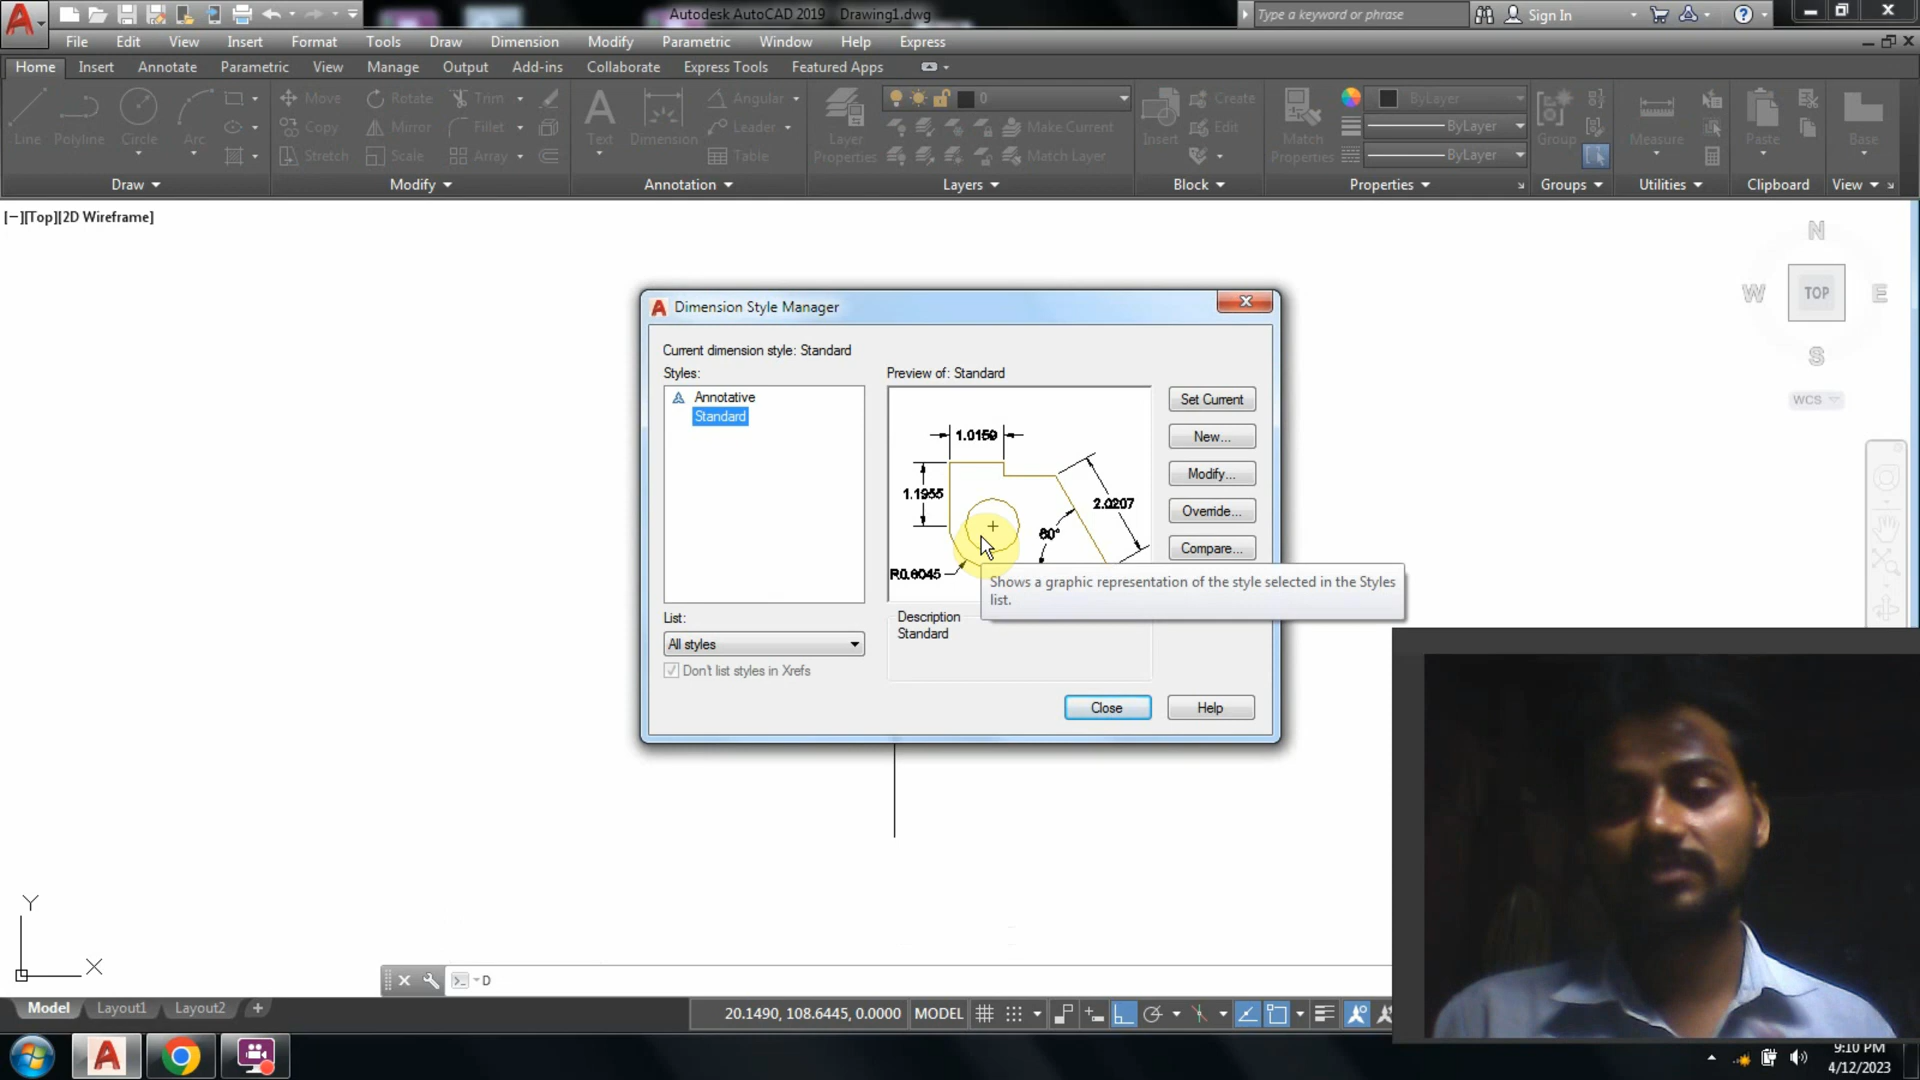 Autodesk AutoCAD 2019 Drawing1.dwg
Type a keyword or phrase
Sign In
File Edit View Insert Format Tools Draw Dimension Modify Parametric Window Help Express
Home Insert Annotate Parametric View Manage Output Add-ins Collaborate Express Tools Featured Apps
Move Rotate Trim
Angular
0
Create
ByLayer
Line Polyline Circle Arc
Copy Mirror Fillet
Text Dimension
Leader
Layer Properties
Make Current
Insert
Edit
Match Properties
ByLayer
Group
Measure
Paste
Base
Stretch Scale Array
Table
Match Layer
ByLayer
Draw Modify Annotation Layers Block Properties Groups Utilities Clipboard View
[−][Top][2D Wireframe]
N
W TOP E
S
WCS
Dimension Style Manager
Current dimension style: Standard
Styles:
Annotative
Standard
Preview of: Standard
1.0159
1.1955
2.0207
60°
R0.6045
Set Current
New...
Modify...
Override...
Compare...
Shows a graphic representation of the style selected in the Styles
list.
Description
Standard
List:
All styles
Don't list styles in Xrefs
Close
Help
Y
X
D
Model Layout1 Layout2 +
20.1490, 108.6445, 0.0000 MODEL
9:10 PM
4/12/2023